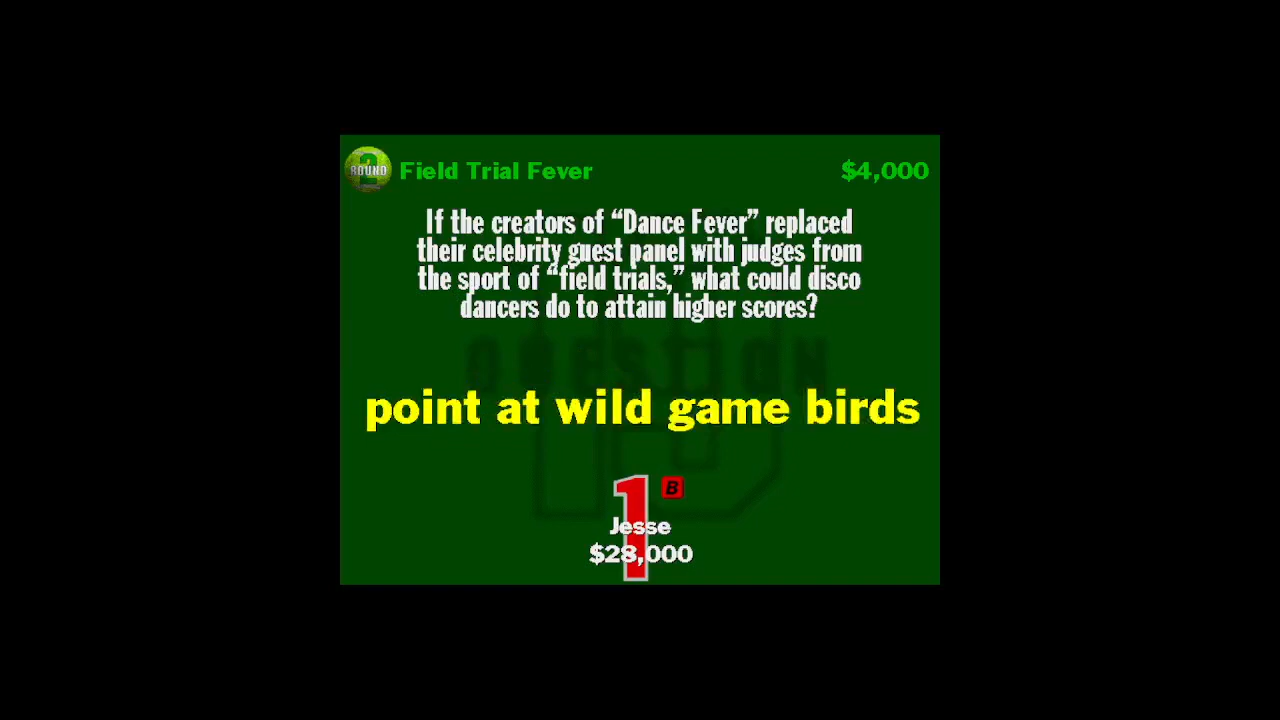 ROUND 2 Field Trial Fever $4,000
If the creators of “Dance Fever” replaced
their celebrity guest panel with judges from
the sport of “field trials,” what could disco
dancers do to attain higher scores?
QUESTION
10
point at wild game birds
1 B
Jesse
$28,000